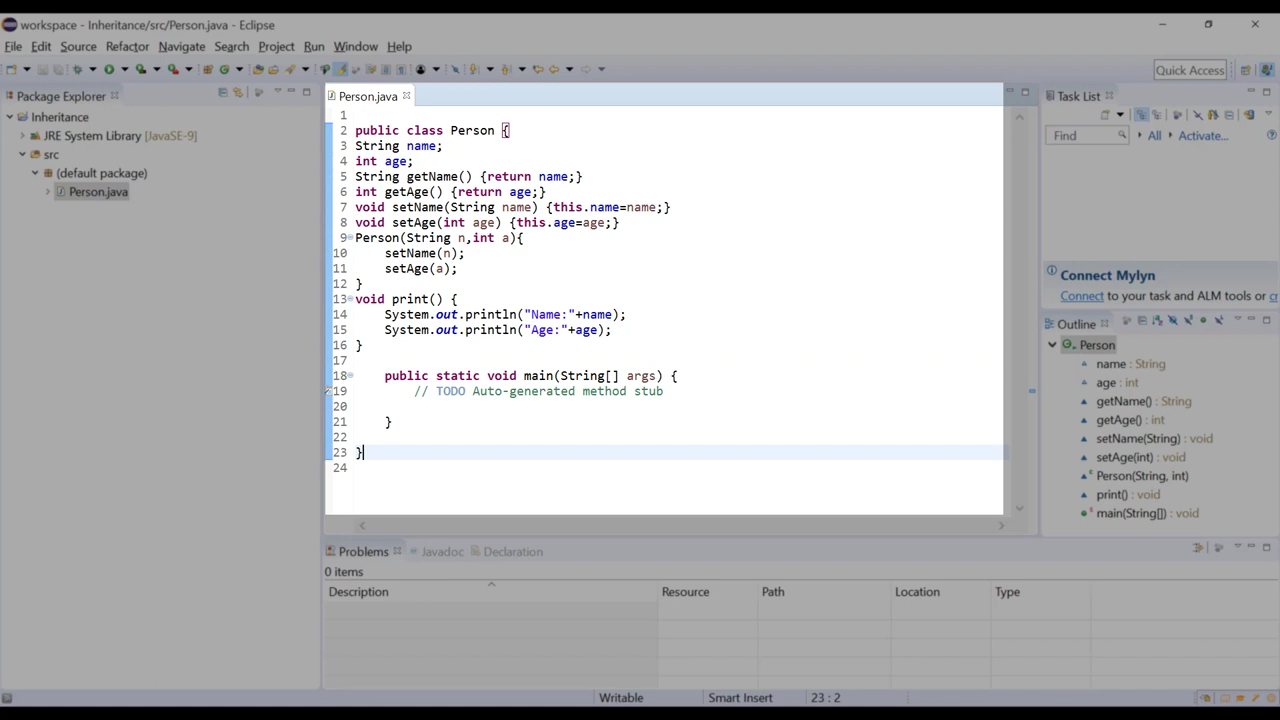 workspace - Inheritance/src/Person.java - Eclipse
File Edit Source Refactor Navigate Search Project Run Window Help
Quick Access
Package Explorer
Inheritance
JRE System Library [JavaSE-9]
src
(default package)
Person.java
Person.java
1
2 public class Person {
3 String name;
4 int age;
5 String getName() {return name;}
6 int getAge() {return age;}
7 void setName(String name) {this.name=name;}
8 void setAge(int age) {this.age=age;}
9 Person(String n,int a){
10 setName(n);
11 setAge(a);
12 }
13 void print() {
14 System.out.println("Name:"+name);
15 System.out.println("Age:"+age);
16 }
17
18 public static void main(String[] args) {
19 // TODO Auto-generated method stub
20
21 }
22
23 }
24
Task List
Find All Activate...
Connect Mylyn
Connect to your task and ALM tools or
Outline
Person
name : String
age : int
getName() : String
getAge() : int
setName(String) : void
setAge(int) : void
Person(String, int)
print() : void
main(String[]) : void
Problems Javadoc Declaration
0 items
Description Resource Path Location Type
Writable Smart Insert 23 : 2